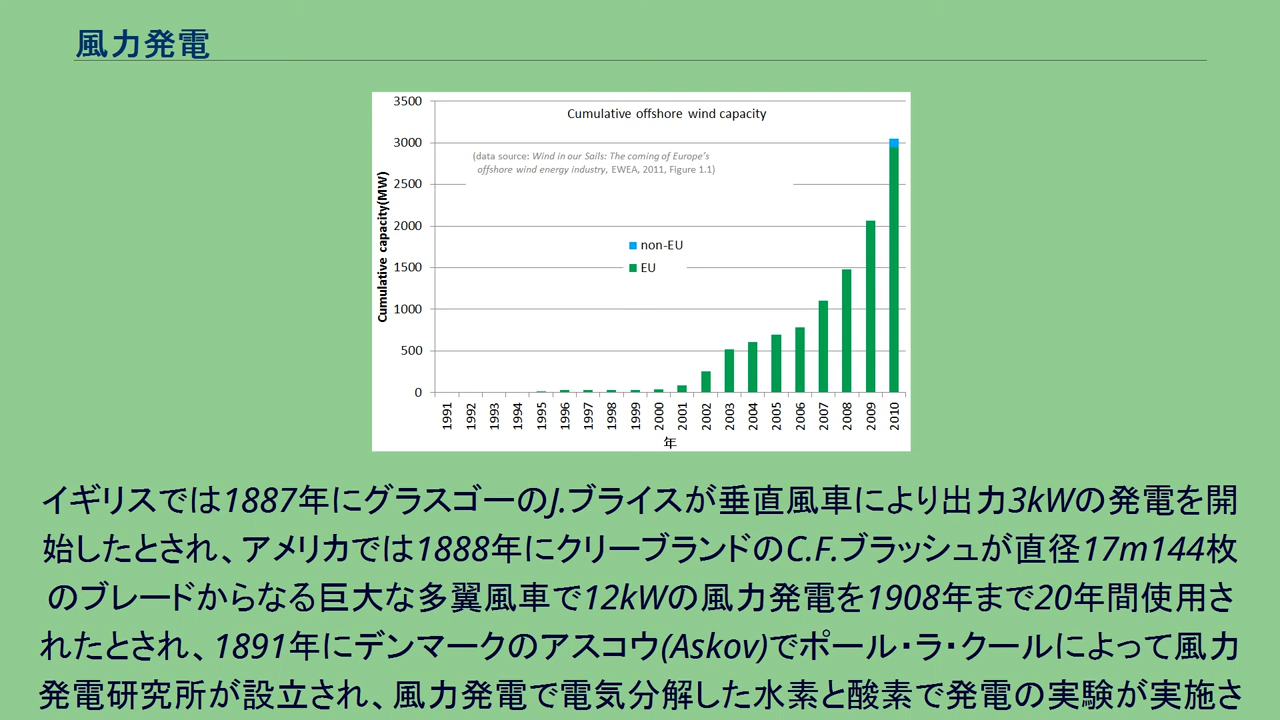 風力発電
Cumulative offshore wind capacity
(data source: Wind in our Sails: The coming of Europe's
offshore wind energy industry, EWEA, 2011, Figure 1.1)
Cumulative capacity(MW)
3500
3000
2500
2000
1500
1000
500
0
non-EU
EU
1991 1992 1993 1994 1995 1996 1997 1998 1999 2000 2001 2002 2003 2004 2005 2006 2007 2008 2009 2010
年
イギリスでは1887年にグラスゴーのJ.ブライスが垂直風車により出力3kWの発電を開
始したとされ、アメリカでは1888年にクリーブランドのC.F.ブラッシュが直径17m144枚
のブレードからなる巨大な多翼風車で12kWの風力発電を1908年まで20年間使用さ
れたとされ、1891年にデンマークのアスコウ(Askov)でポール・ラ・クールによって風力
発電研究所が設立され、風力発電で電気分解した水素と酸素で発電の実験が実施さ